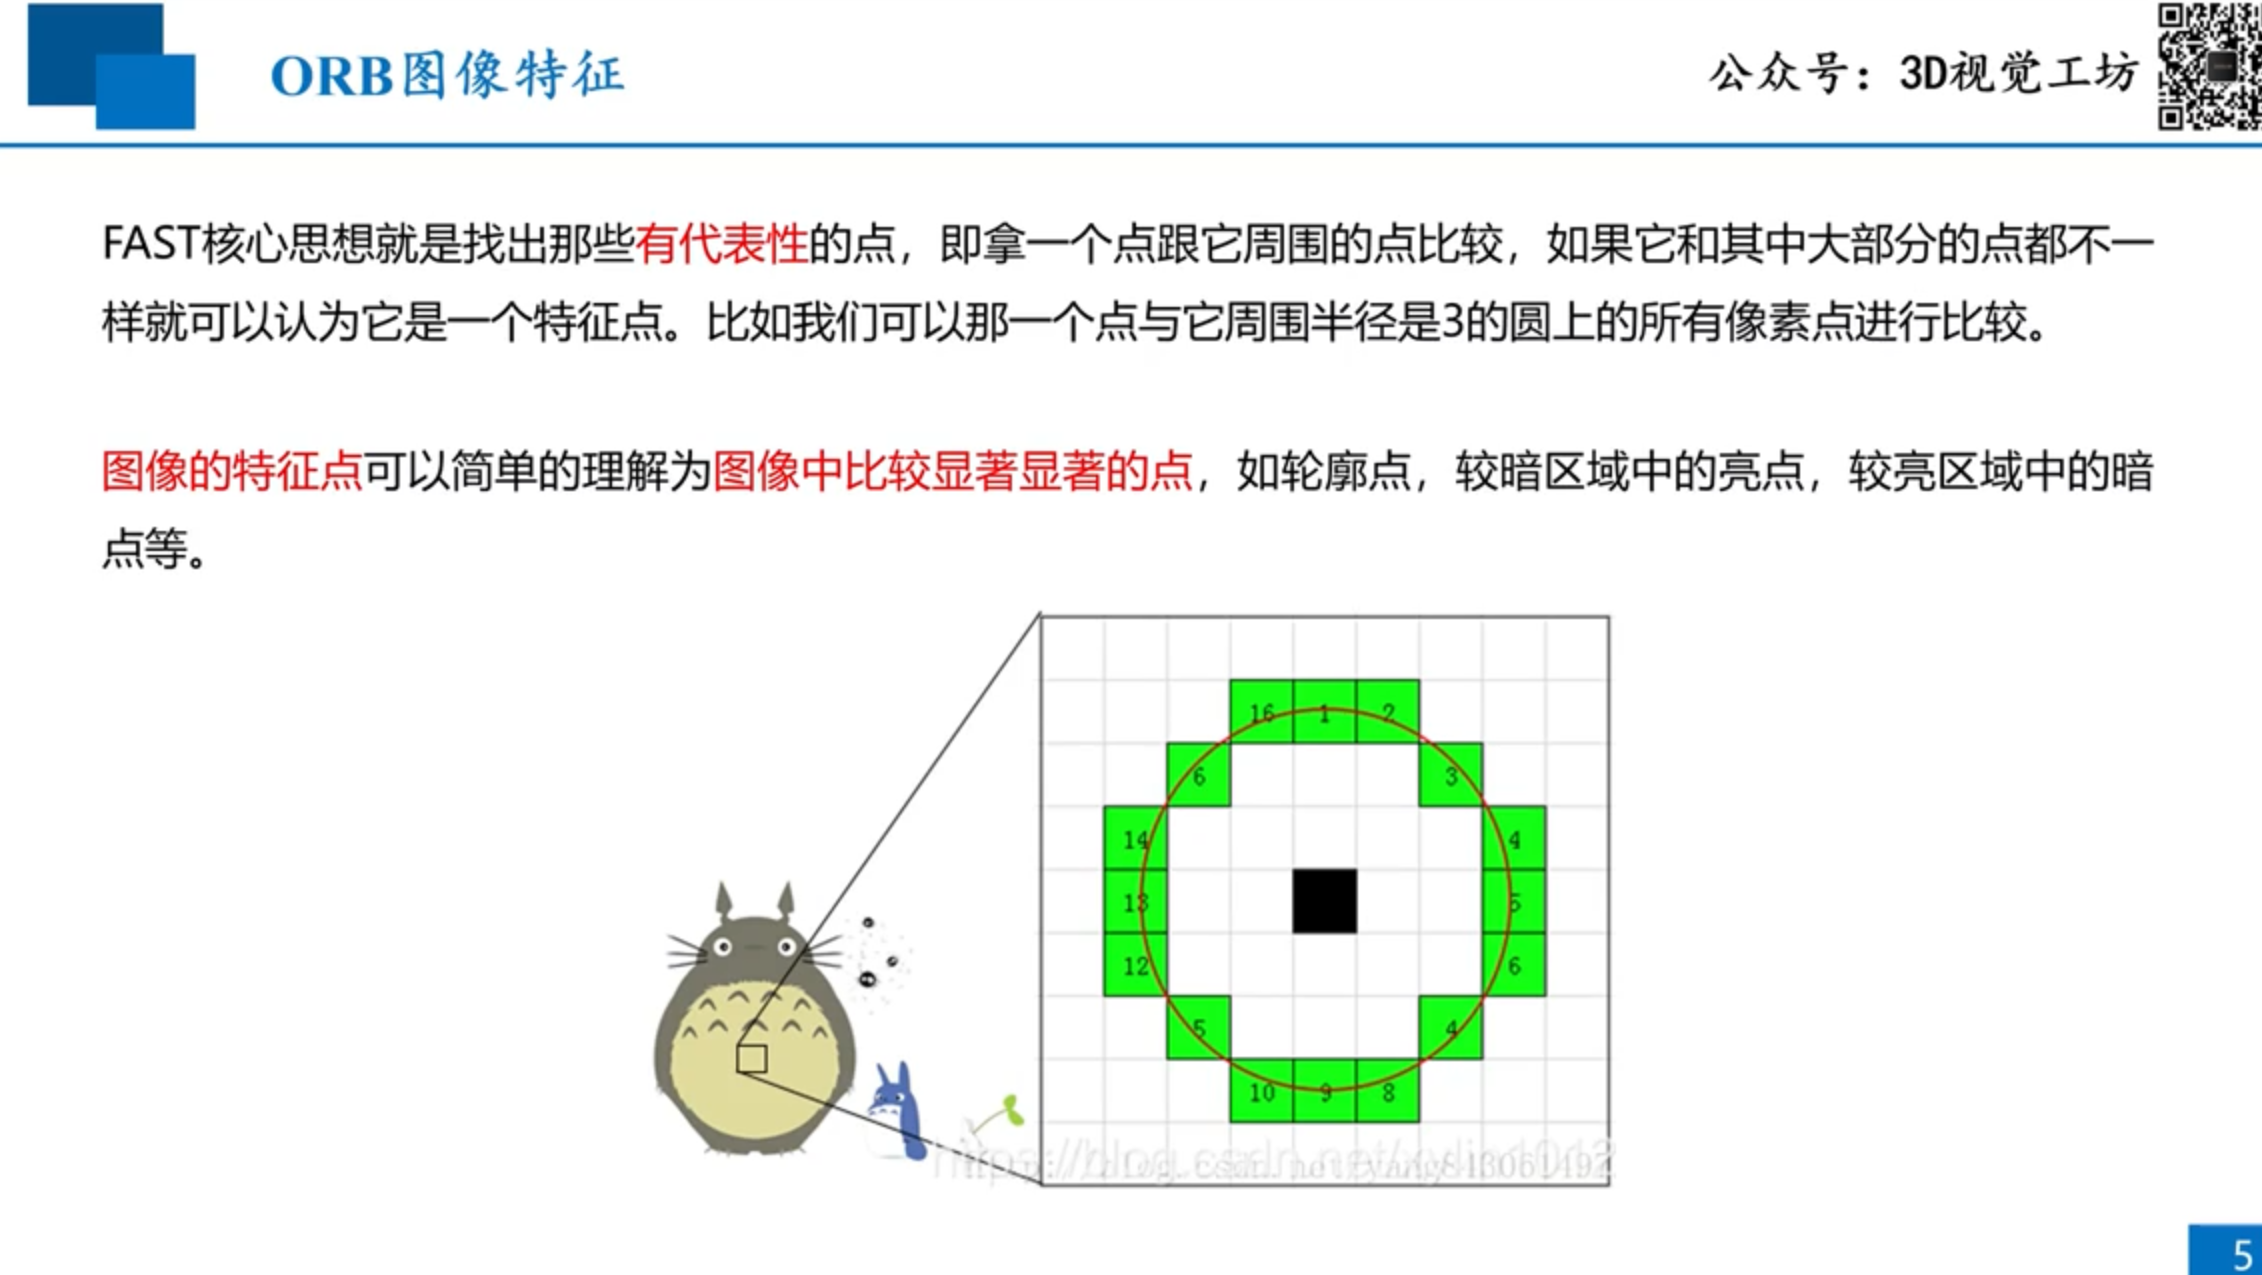 ORB图像特征
公众号：3D视觉工坊
FAST核心思想就是找出那些有代表性的点，即拿一个点跟它周围的点比较，如果它和其中大部分的点都不一
样就可以认为它是一个特征点。比如我们可以那一个点与它周围半径是3的圆上的所有像素点进行比较。
图像的特征点可以简单的理解为图像中比较显著显著的点，如轮廓点，较暗区域中的亮点，较亮区域中的暗
点等。
16 1 2
6 3
14 4
13 5
12 6
5 4
10 9 8
5